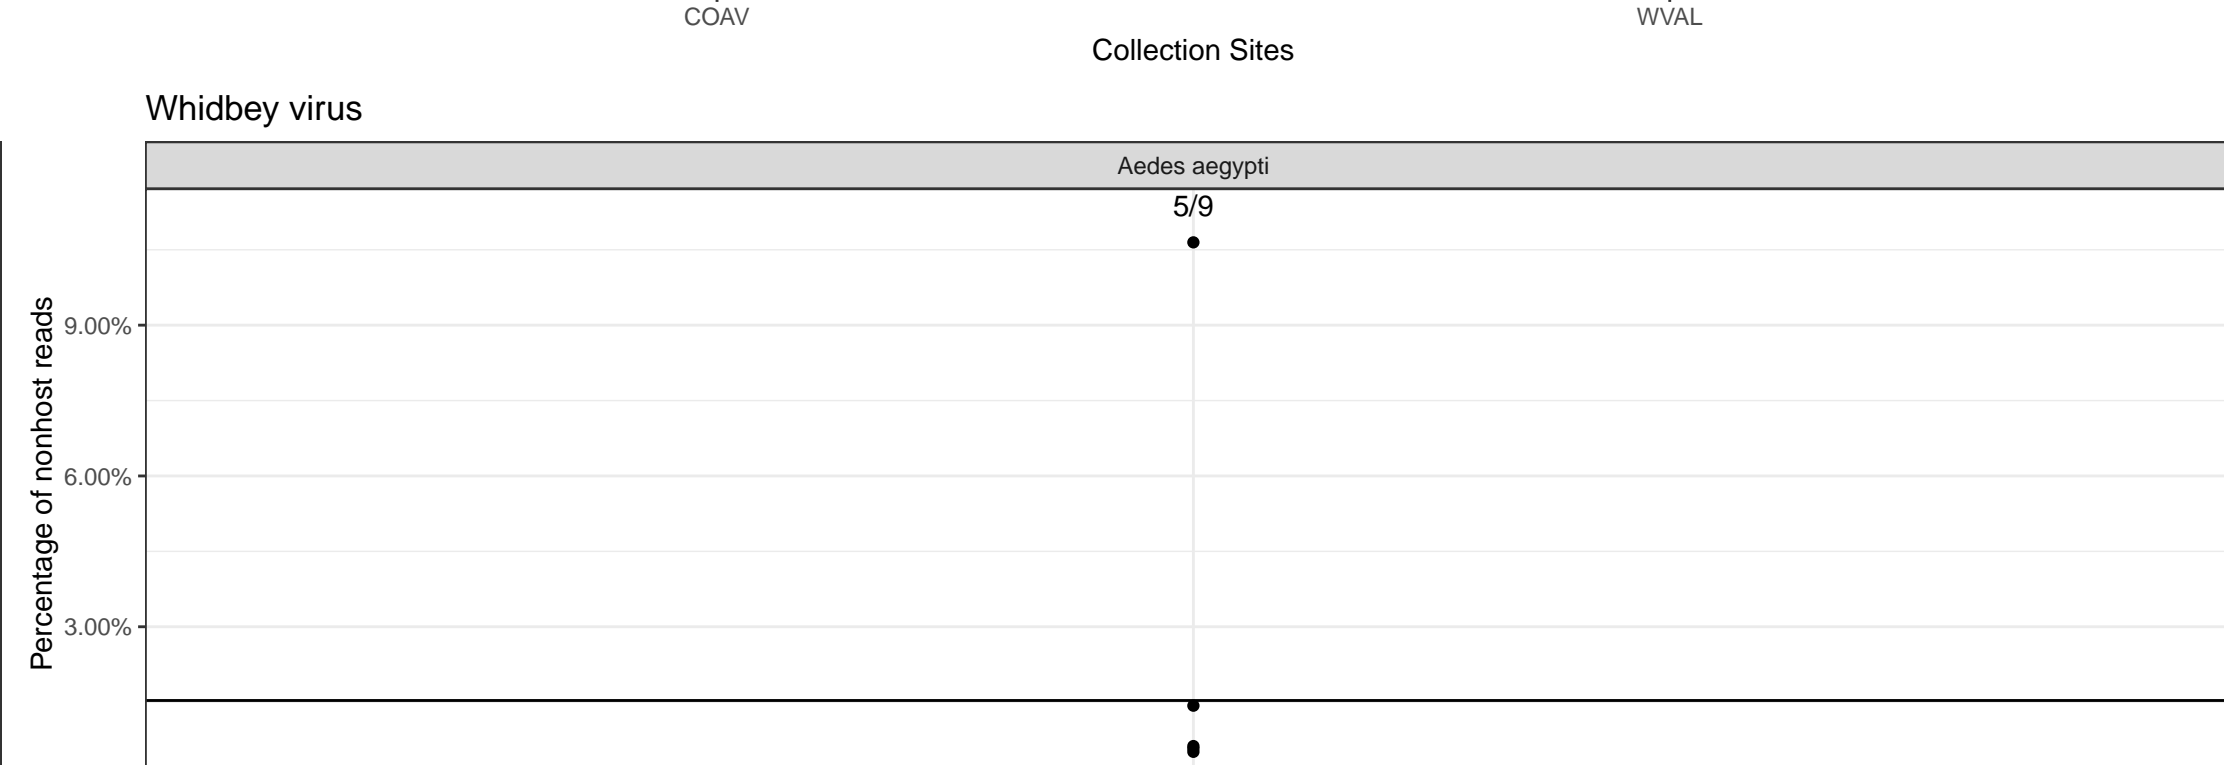 COAV WVAL
Collection Sites
Whidbey virus
Aedes aegypti
5/9
Percentage of nonhost reads
9.00%
6.00%
3.00%